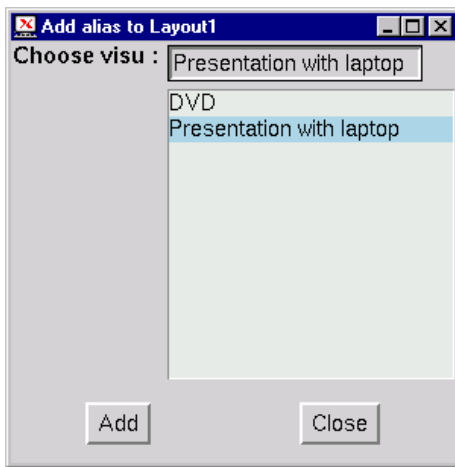 Add alias to Layout1
Choose visu : Presentation with laptop
DVD
Presentation with laptop
Add Close